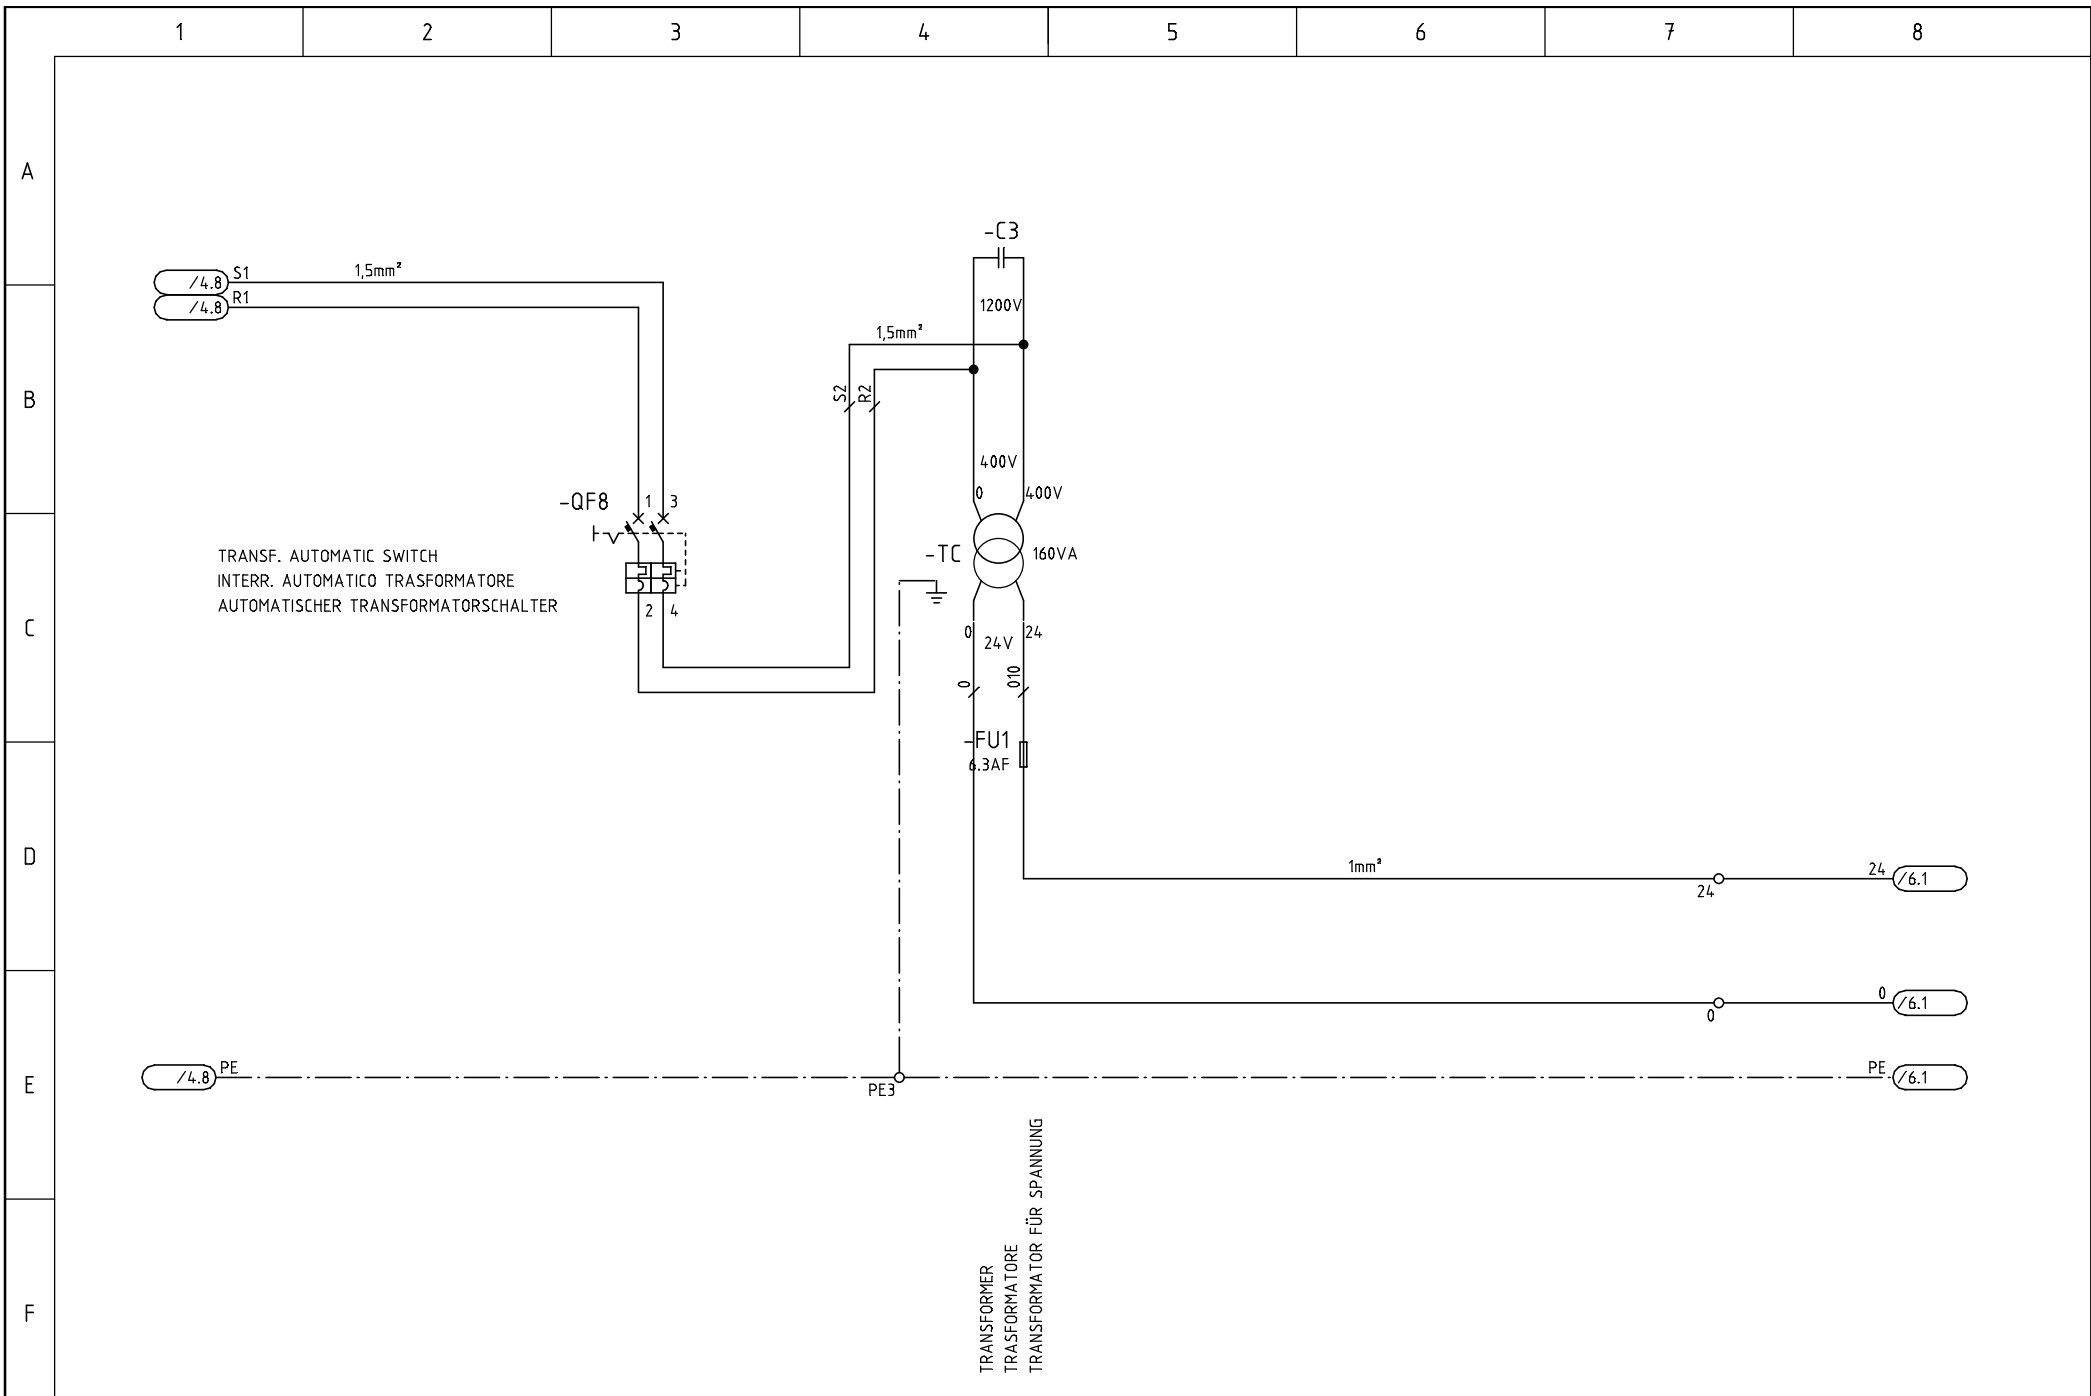 1 2 3 4 5 6 7 8
A
-C3
/4.8 S1 1,5mm²
/4.8 R1
1200V
1,5mm²
B
S2 R2
400V
0 400V
-QF8 1 3
TRANSF. AUTOMATIC SWITCH
INTERR. AUTOMATICO TRASFORMATORE
AUTOMATISCHER TRANSFORMATORSCHALTER
-TC 160VA
2 4
C
0 24V 24
0 010
-FU1
6.3AF
D
1mm²
24 24 /6.1
0 0 /6.1
E
/4.8 PE
PE3
PE /6.1
F
TRANSFORMER
TRASFORMATORE
TRANSFORMATOR FÜR SPANNUNG